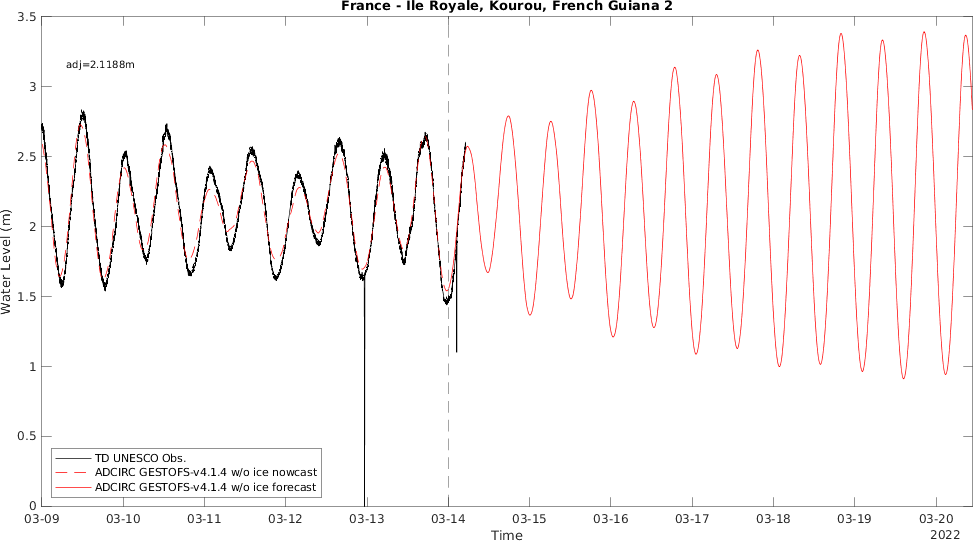 France - Ile Royale, Kourou, French Guiana 2
adj=2.1188m
3.5
3
2.5
2
1.5
1
0.5
0
Water Level (m)
TD UNESCO Obs.
ADCIRC GESTOFS-v4.1.4 w/o ice nowcast
ADCIRC GESTOFS-v4.1.4 w/o ice forecast
03-09 03-10 03-11 03-12 03-13 03-14 03-15 03-16 03-17 03-18 03-19 03-20
Time
2022